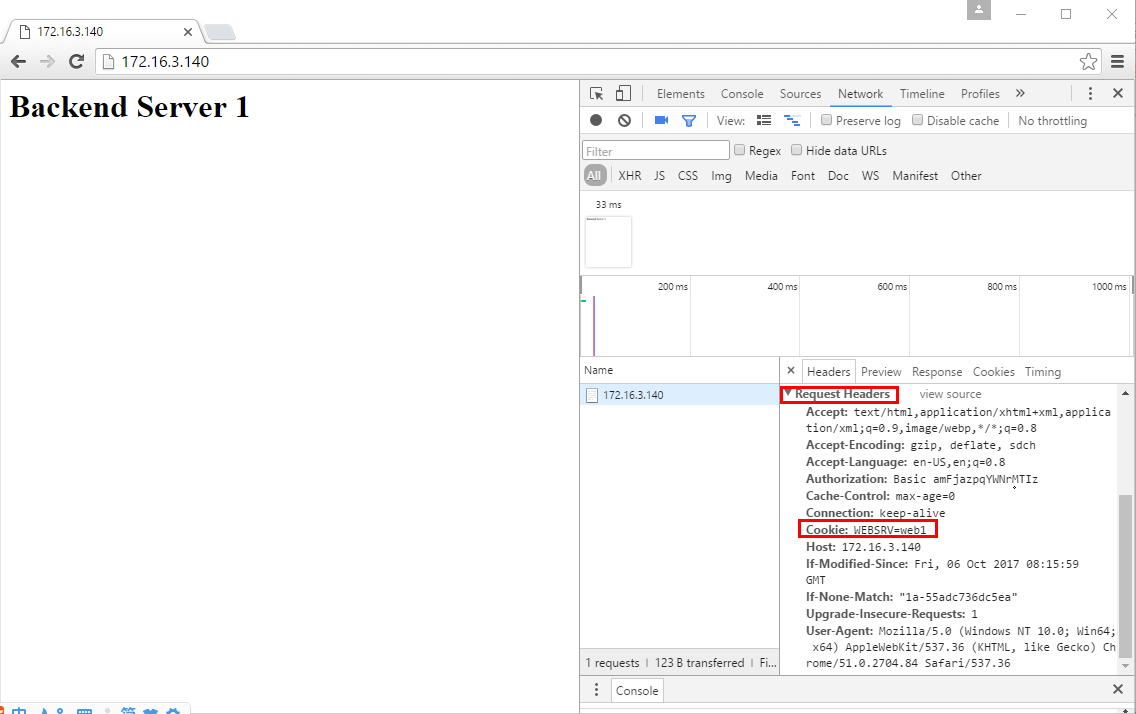 172.16.3.140
172.16.3.140
Backend Server 1
Elements Console Sources Network Timeline Profiles »
View: Preserve log Disable cache No throttling
Filter Regex Hide data URLs
All XHR JS CSS Img Media Font Doc WS Manifest Other
33 ms
200 ms 400 ms 600 ms 800 ms 1000 ms
Name
172.16.3.140
1 requests | 123 B transferred | Fi...
× Headers Preview Response Cookies Timing
Request Headers view source
Accept: text/html,application/xhtml+xml,applica
tion/xml;q=0.9,image/webp,*/*;q=0.8
Accept-Encoding: gzip, deflate, sdch
Accept-Language: en-US,en;q=0.8
Authorization: Basic amFjazpqYWNrMTIz
Cache-Control: max-age=0
Connection: keep-alive
Cookie: WEBSRV=web1
Host: 172.16.3.140
If-Modified-Since: Fri, 06 Oct 2017 08:15:59
GMT
If-None-Match: "1a-55adc736dc5ea"
Upgrade-Insecure-Requests: 1
User-Agent: Mozilla/5.0 (Windows NT 10.0; Win64;
x64) AppleWebKit/537.36 (KHTML, like Gecko) Ch
rome/51.0.2704.84 Safari/537.36
Console